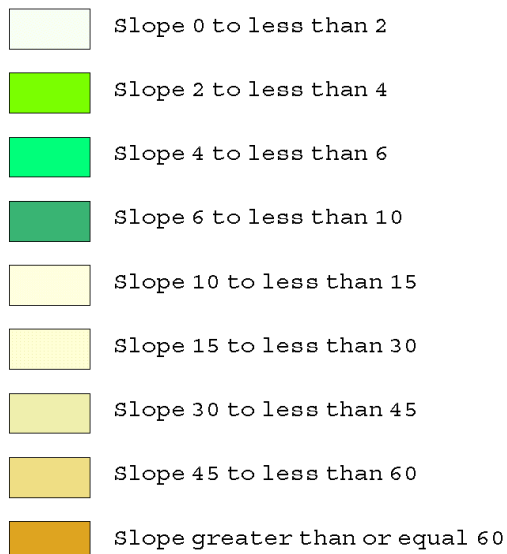 Slope 0 to less than 2
Slope 2 to less than 4
Slope 4 to less than 6
Slope 6 to less than 10
Slope 10 to less than 15
Slope 15 to less than 30
Slope 30 to less than 45
Slope 45 to less than 60
Slope greater than or equal 60